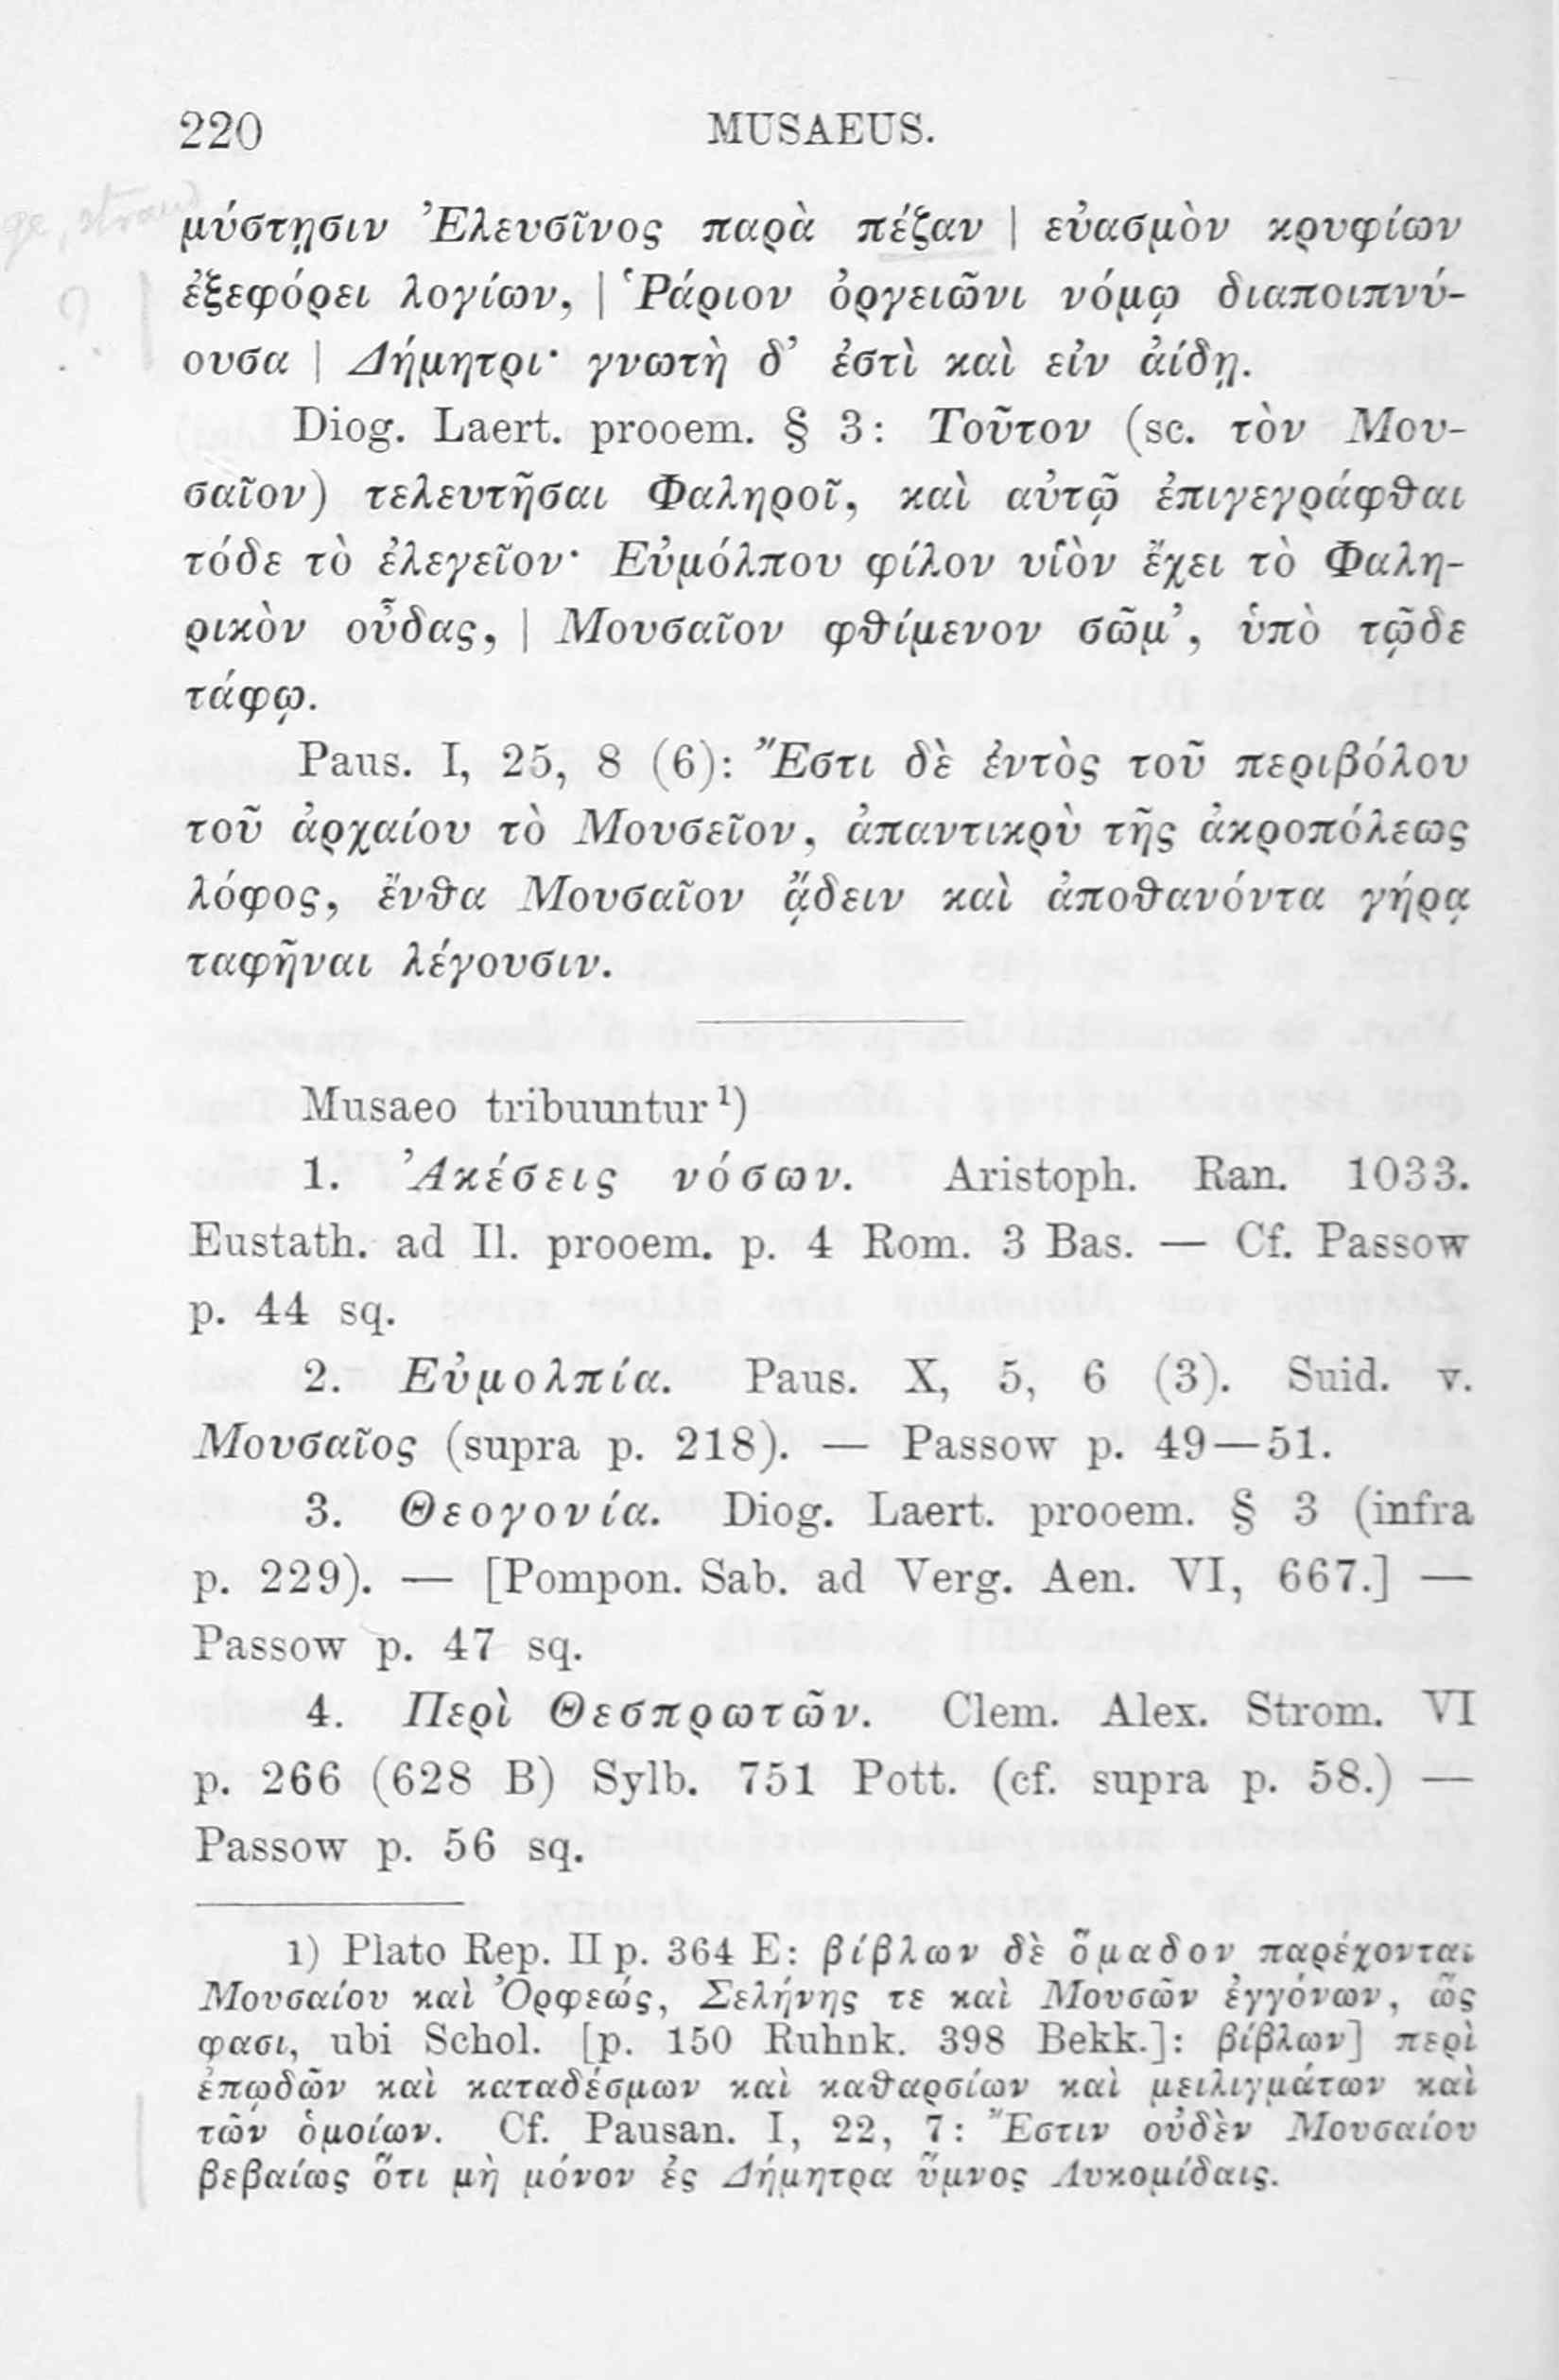 220 MUSAEUS.
μύστῃσιν Ἐλευσῖνος παρὰ πέζαν | εὐασμὸν κρυφίων
ἐξεφόρει λογίων, | Ῥάριον ὀργειῶνι νόμῳ διαποιπνύ-
ουσα | Δήμητρι· γνωτὴ δ’ ἐστὶ καὶ εἰν ἀίδῃ.
Diog. Laert. prooem. § 3: Τοῦτον (sc. τὸν Μου-
σαῖον) τελευτῆσαι Φαληροῖ, καὶ αὐτῷ ἐπιγεγράφθαι
τόδε τὸ ἐλεγεῖον· Εὐμόλπου φίλον υἱὸν ἔχει τὸ Φαλη-
ρικὸν οὖδας, | Μουσαῖον φθίμενον σῶμ’, ὑπὸ τῷδε
τάφῳ.
Paus. I, 25, 8 (6): Ἔστι δὲ ἐντὸς τοῦ περιβόλου
τοῦ ἀρχαίου τὸ Μουσεῖον, ἀπαντικρὺ τῆς ἀκροπόλεως
λόφος, ἔνθα Μουσαῖον ᾄδειν καὶ ἀποθανόντα γήρᾳ
ταφῆναι λέγουσιν.
Musaeo tribuuntur¹)
1. Ἀκέσεις νόσων. Aristoph. Ran. 1033.
Eustath. ad Il. prooem. p. 4 Rom. 3 Bas. — Cf. Passow
p. 44 sq.
2. Εὐμολπία. Paus. X, 5, 6 (3). Suid. v.
Μουσαῖος (supra p. 218). — Passow p. 49—51.
3. Θεογονία. Diog. Laert. prooem. § 3 (infra
p. 229). — [Pompon. Sab. ad Verg. Aen. VI, 667.] —
Passow p. 47 sq.
4. Περὶ Θεσπρωτῶν. Clem. Alex. Strom. VI
p. 266 (628 B) Sylb. 751 Pott. (cf. supra p. 58.) —
Passow p. 56 sq.
1) Plato Rep. II p. 364 E: βίβλων δὲ ὅμαδον παρέχονται
Μουσαίου καὶ Ὀρφεώς, Σελήνης τε καὶ Μουσῶν ἐγγόνων, ὥς
φασι, ubi Schol. [p. 150 Ruhnk. 398 Bekk.]: βίβλων] περὶ
ἐπῳδῶν καὶ καταδέσμων καὶ καθαρσίων καὶ μειλιγμάτων καὶ
τῶν ὁμοίων. Cf. Pausan. I, 22, 7: Ἔστιν οὐδὲν Μουσαίου
βεβαίως ὅτι μὴ μόνον ἐς Δήμητρα ὕμνος Λυκομίδαις.